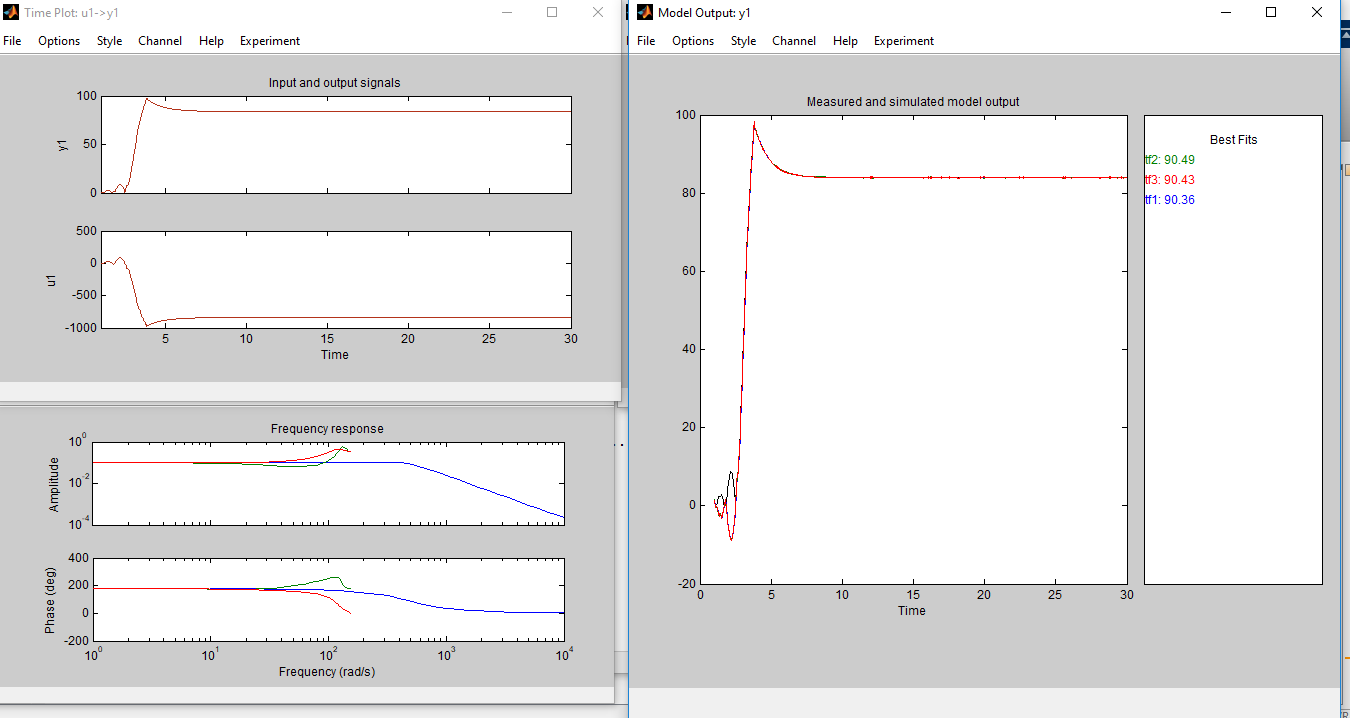 Time Plot: u1->y1
File Options Style Channel Help Experiment
Input and output signals
100
50
0
y1
500
0
-500
-1000
u1
5 10 15 20 25 30
Time
Frequency response
10^0
10^-2
10^-4
Amplitude
400
200
0
-200
Phase (deg)
10^0 10^1 10^2 10^3 10^4
Frequency (rad/s)
Model Output: y1
File Options Style Channel Help Experiment
Measured and simulated model output
100
80
60
40
20
0
-20
0 5 10 15 20 25 30
Time
Best Fits
tf2: 90.49
tf3: 90.43
tf1: 90.36